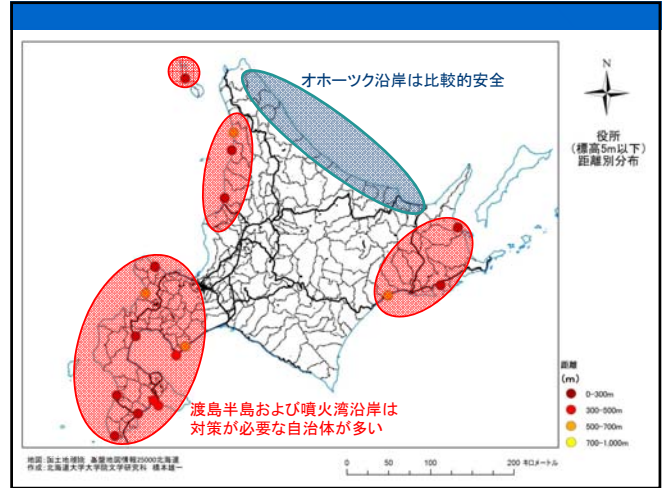 オホーツク沿岸は比較的安全
N
役所
(標高5m以下)
距離別分布
渡島半島および噴火湾沿岸は
対策が必要な自治体が多い
距離
(m)
0-300m
300-500m
500-700m
700-1,000m
地図:国土地理院 基盤地図情報25000北海道
作成:北海道大学大学院文学研究科 橋本雄一
0 50 100 200 キロメートル